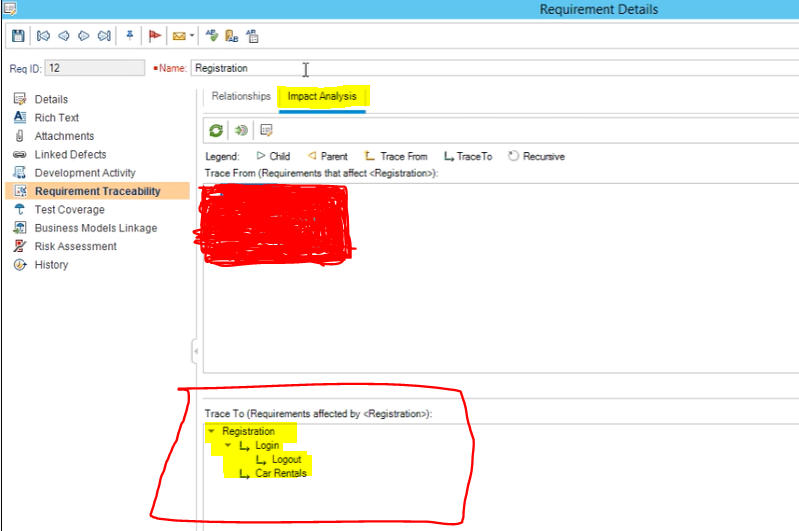 Requirement Details
Req ID: 12 *Name: Registration
Details
Rich Text
Attachments
Linked Defects
Development Activity
Requirement Traceability
Test Coverage
Business Models Linkage
Risk Assessment
History
Relationships Impact Analysis
Legend: Child Parent Trace From Trace To Recursive
Trace From (Requirements that affect <Registration>):
Trace To (Requirements affected by <Registration>):
Registration
Login
Logout
Car Rentals